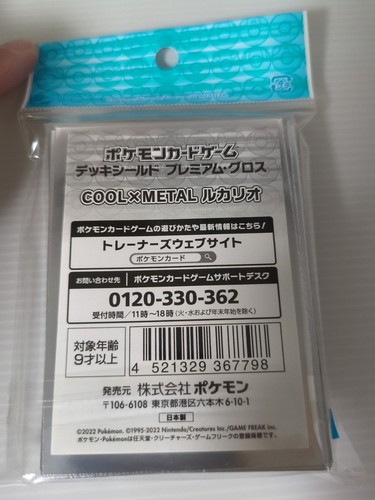 ポケモンカードゲーム
デッキシールド プレミアム・グロス
COOL×METAL ルカリオ
ポケモンカードゲームの遊びかたや最新情報はこちら!
トレーナーズウェブサイト
ポケモンカード
お問い合わせ先 ポケモンカードゲームサポートデスク
0120-330-362
受付時間/11時~18時(火・水および年末年始を除く)
対象年齢
9才以上
4 521329 367798
発売元 株式会社ポケモン
〒106-6108 東京都港区六本木6-10-1
日本製
©2022 Pokémon. ©1995-2022 Nintendo/Creatures Inc./GAME FREAK inc.
ポケモン・Pokémonは任天堂・クリーチャーズ・ゲームフリークの登録商標です。